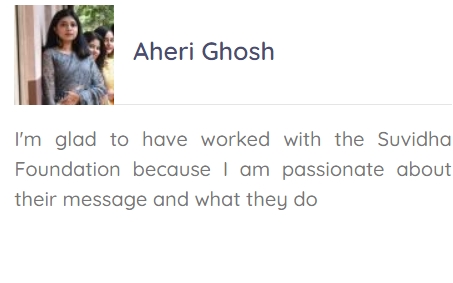 Aheri Ghosh
I'm glad to have worked with the Suvidha
Foundation because I am passionate about
their message and what they do